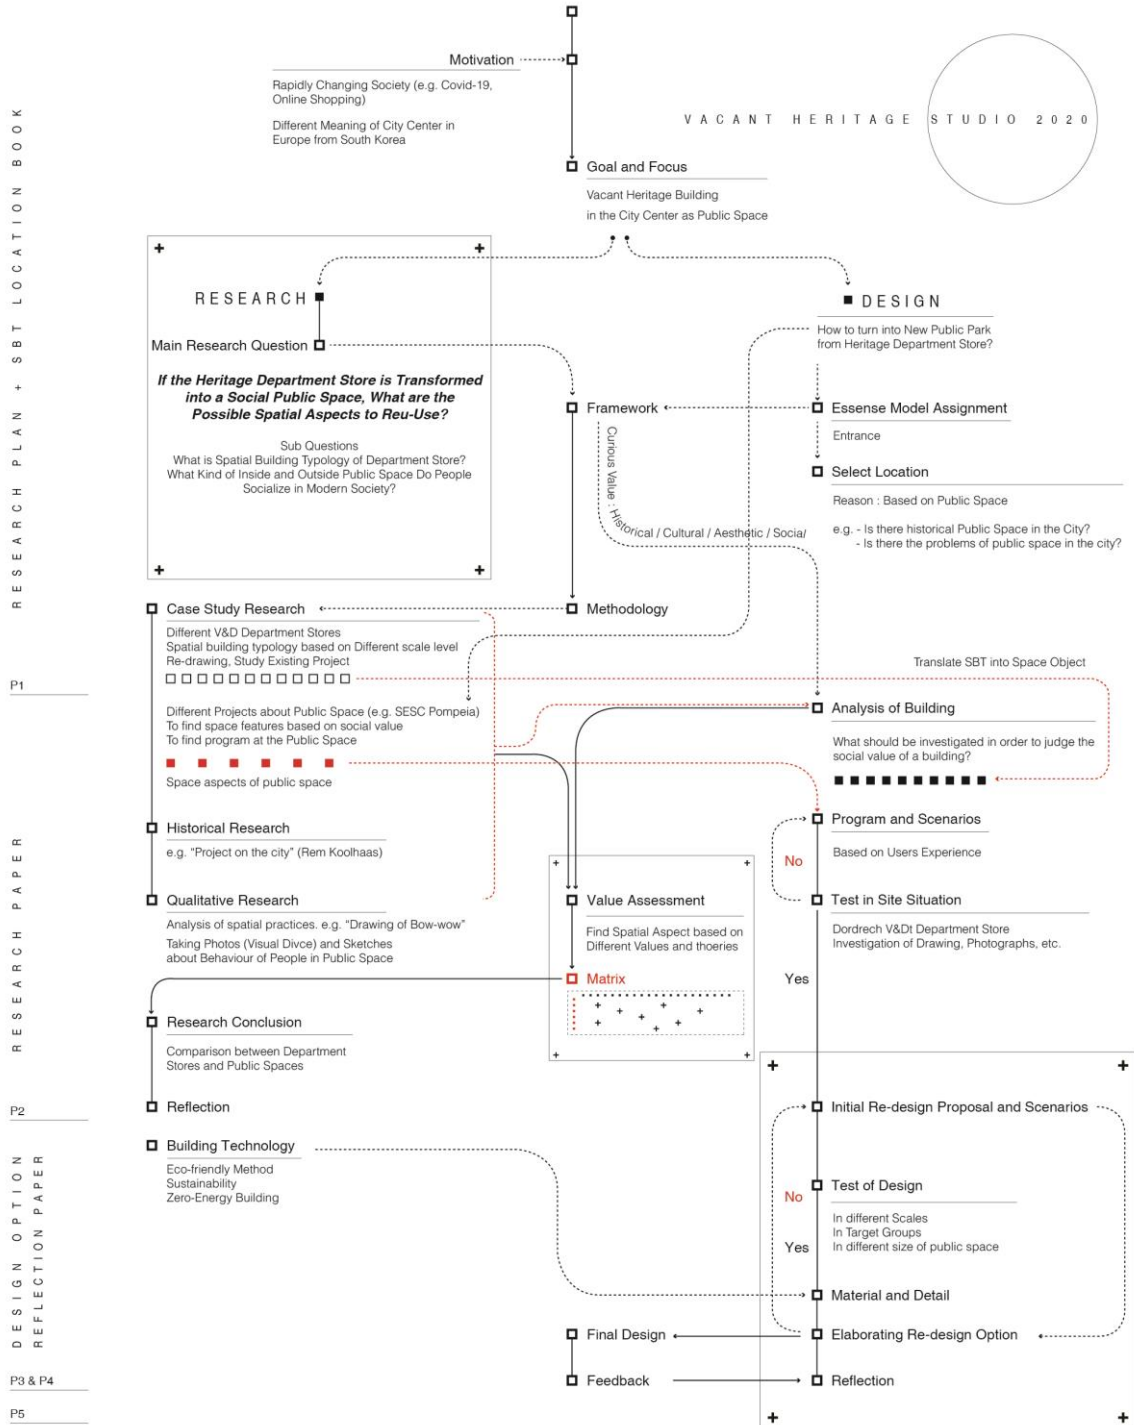 Motivation
Rapidly Changing Society (e.g. Covid-19,
Online Shopping)
Different Meaning of City Center in
Europe from South Korea
VACANT HERITAGE STUDIO 2020
Goal and Focus
Vacant Heritage Building
in the City Center as Public Space
RESEARCH PLAN + SBT LOCATION BOOK
RESEARCH
Main Research Question
If the Heritage Department Store is Transformed
into a Social Public Space, What are the
Possible Spatial Aspects to Reu-Use?
Sub Questions
What is Spatial Building Typology of Department Store?
What Kind of Inside and Outside Public Space Do People
Socialize in Modern Society?
DESIGN
How to turn into New Public Park
from Heritage Department Store?
Framework
Curious Value : Historical / Cultural / Aesthetic / Social/
Essense Model Assignment
Entrance
Select Location
Reason : Based on Public Space
e.g. - Is there historical Public Space in the City?
- Is there the problems of public space in the city?
Methodology
Case Study Research
Different V&D Department Stores
Spatial building typology based on Different scale level
Re-drawing, Study Existing Project
Translate SBT into Space Object
P1
Different Projects about Public Space (e.g. SESC Pompeia)
To find space features based on social value
To find program at the Public Space
Space aspects of public space
Analysis of Building
What should be investigated in order to judge the
social value of a building?
RESEARCH PAPER
Historical Research
e.g. “Project on the city” (Rem Koolhaas)
Qualitative Research
Analysis of spatial practices. e.g. “Drawing of Bow-wow”
Taking Photos (Visual Divce) and Sketches
about Behaviour of People in Public Space
Program and Scenarios
Based on Users Experience
No
Value Assessment
Find Spatial Aspect based on
Different Values and thoeries
Test in Site Situation
Dordrech V&Dt Department Store
Investigation of Drawing, Photographs, etc.
Matrix
Yes
Research Conclusion
Comparison between Department
Stores and Public Spaces
Reflection
P2
Building Technology
Eco-friendly Method
Sustainability
Zero-Energy Building
DESIGN OPTION
REFLECTION PAPER
Initial Re-design Proposal and Scenarios
No
Test of Design
In different Scales
In Target Groups
In different size of public space
Yes
Material and Detail
Final Design
Elaborating Re-design Option
P3 & P4
Feedback
Reflection
P5